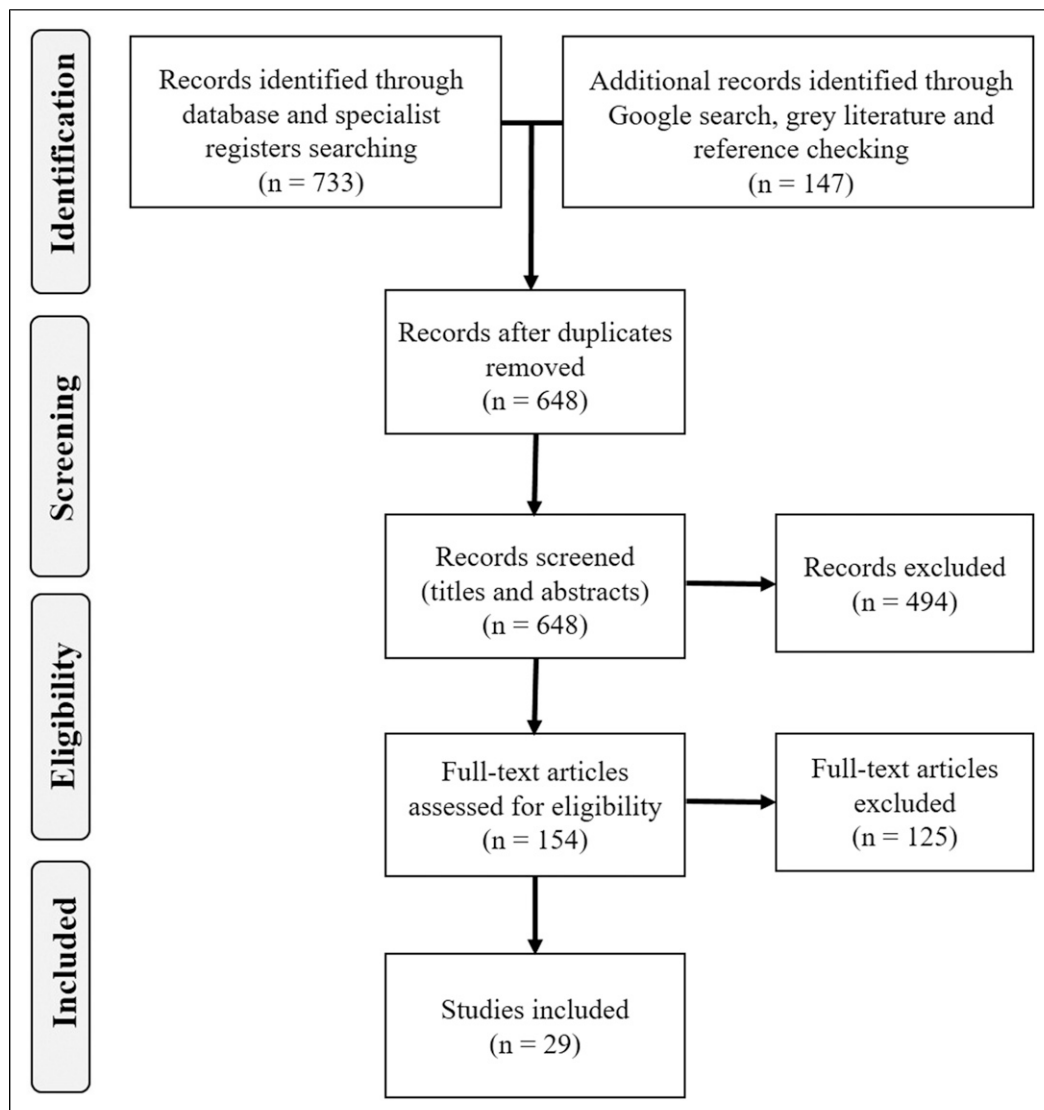 Identification
Records identified through
database and specialist
registers searching
(n = 733)
Additional records identified through
Google search, grey literature and
reference checking
(n = 147)
Screening
Records after duplicates
removed
(n = 648)
Records screened
(titles and abstracts)
(n = 648)
Records excluded
(n = 494)
Eligibility
Full-text articles
assessed for eligibility
(n = 154)
Full-text articles
excluded
(n = 125)
Included
Studies included
(n = 29)